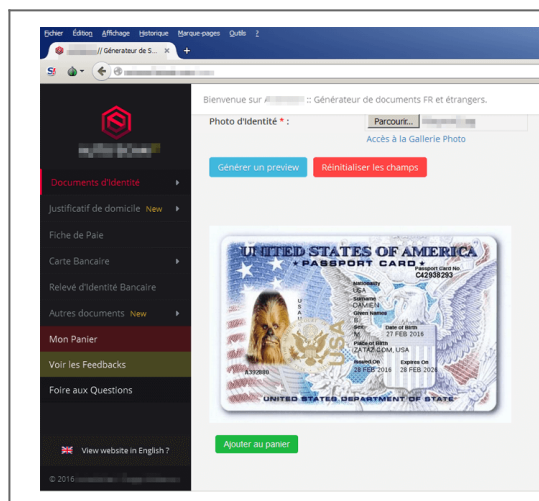 Fichier Édition Affichage Historique Marque-pages Outils ?
// Génerateur de S... × +
Bienvenue sur A :: Générateur de documents FR et étrangers.
Photo d'Identité * :
Parcourir...
Accès à la Gallerie Photo
Générer un preview
Réinitialiser les champs
Documents d'Identité
Justificatif de domicile New
Fiche de Paie
Carte Bancaire
Relevé d'Identité Bancaire
Autres documents New
Mon Panier
Voir les Feedbacks
Foire aux Questions
View website in English ?
© 2016
UNITED STATES OF AMERICA
PASSPORT CARD
Passport Card No
C42938293
Nationality
USA
Surname
DAMIEN
Given Names
B
Sex
M
Date of Birth
27 FEB 2016
Place of Birth
ZATAZ.COM, USA
Issued On
28 FEB 2016
Expires On
28 FEB 2026
USA
USA
UNITED STATES DEPARTMENT OF STATE
Ajouter au panier